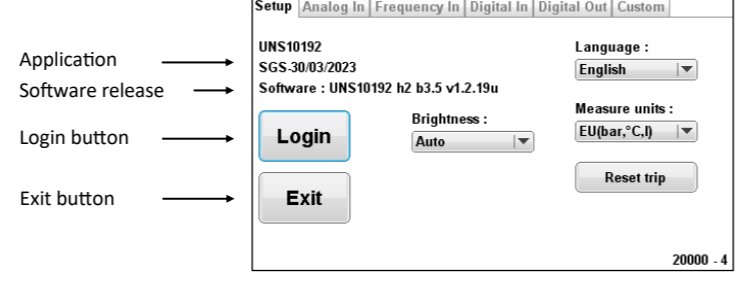 Setup Analog In Frequency In Digital In Digital Out Custom
UNS10192
Language :
Application
SGS-30/03/2023
English
Software release
Software : UNS10192 h2 b3.5 v1.2.19u
Measure units :
Brightness :
EU(bar,°C,l)
Login button
Login
Auto
Reset trip
Exit button
Exit
20000 - 4